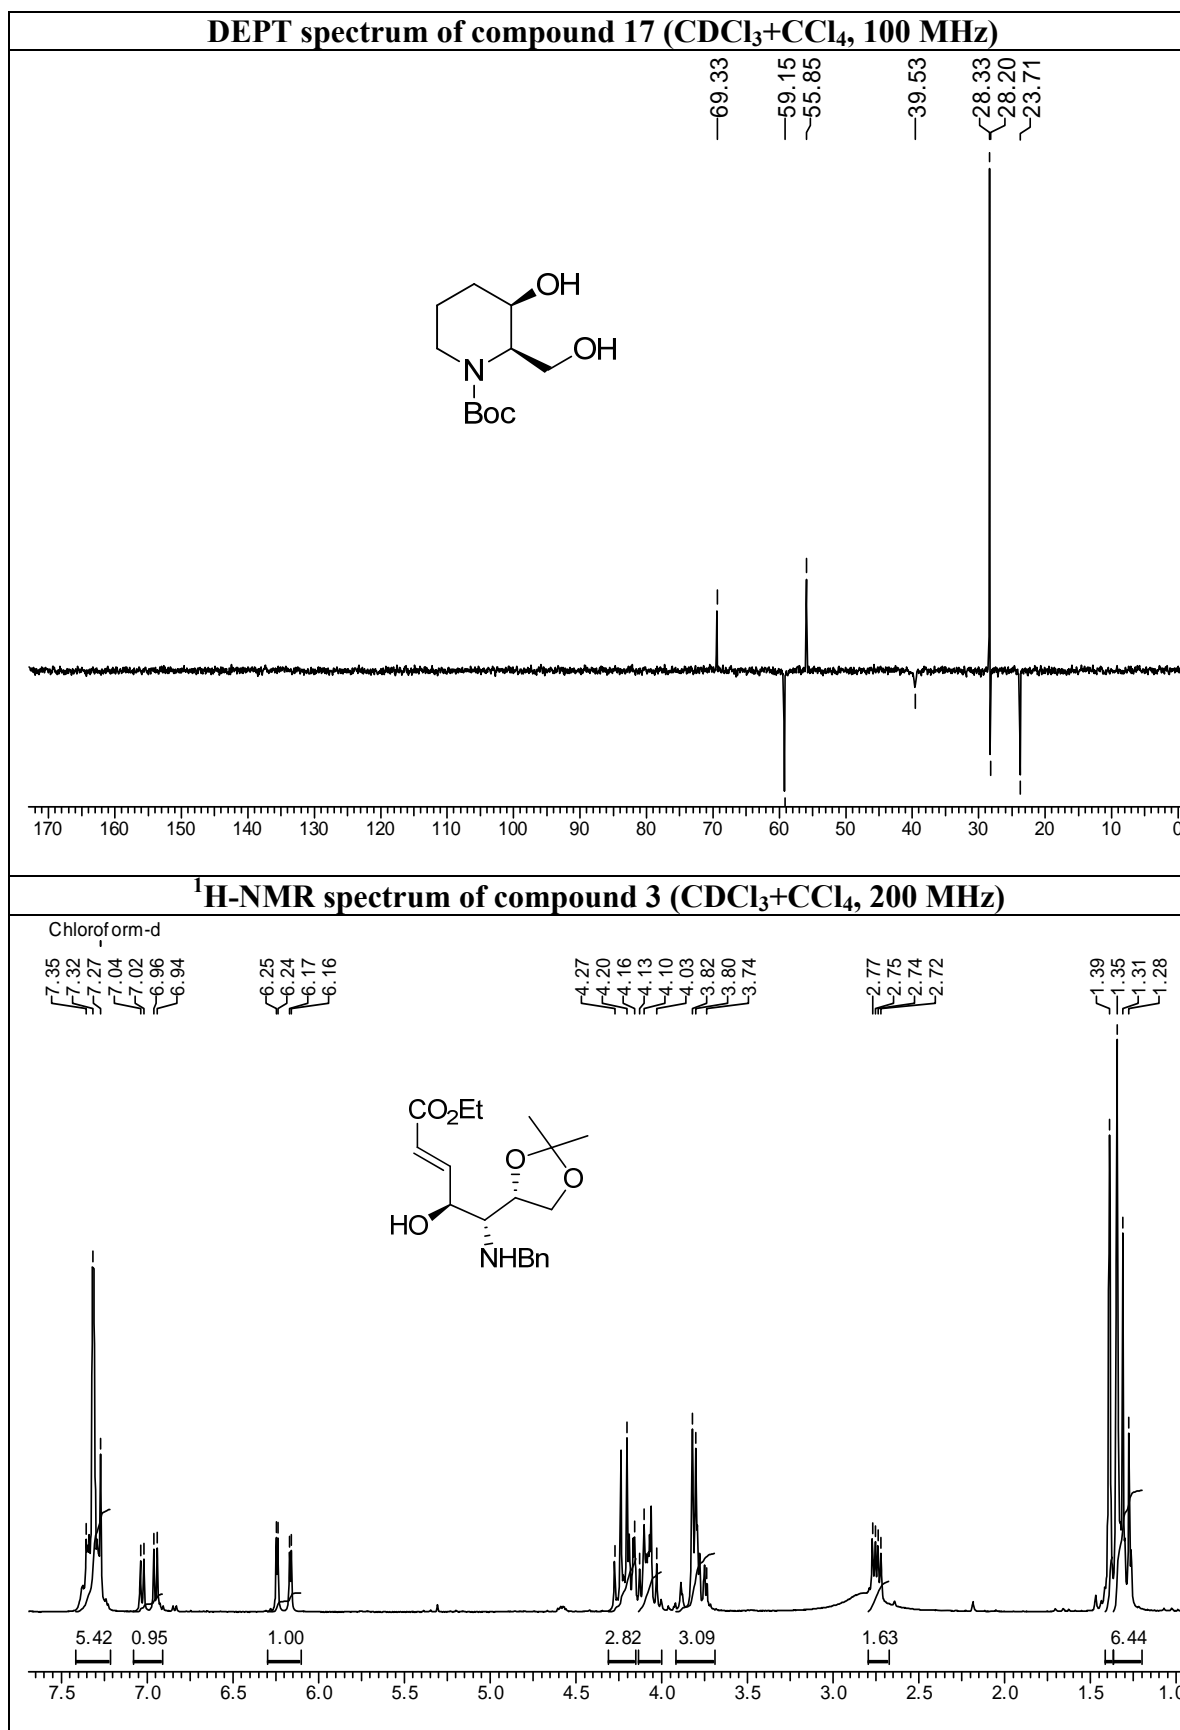 DEPT spectrum of compound 17 (CDCl₃+CCl₄, 100 MHz)
69.33 59.15 55.85 39.53 28.33 28.20 23.71
OH
OH
N
Boc
170 160 150 140 130 120 110 100 90 80 70 60 50 40 30 20 10 0
¹H-NMR spectrum of compound 3 (CDCl₃+CCl₄, 200 MHz)
Chloroform-d
7.35 7.32 7.27 7.04 7.02 6.96 6.94 6.25 6.24 6.17 6.16 4.27 4.20 4.16 4.13 4.10 4.03 3.82 3.80 3.74 2.77 2.75 2.74 2.72 1.39 1.35 1.31 1.28
CO₂Et
O
O
HO
NHBn
5.42 0.95 1.00 2.82 3.09 1.63 6.44
7.5 7.0 6.5 6.0 5.5 5.0 4.5 4.0 3.5 3.0 2.5 2.0 1.5 1.0